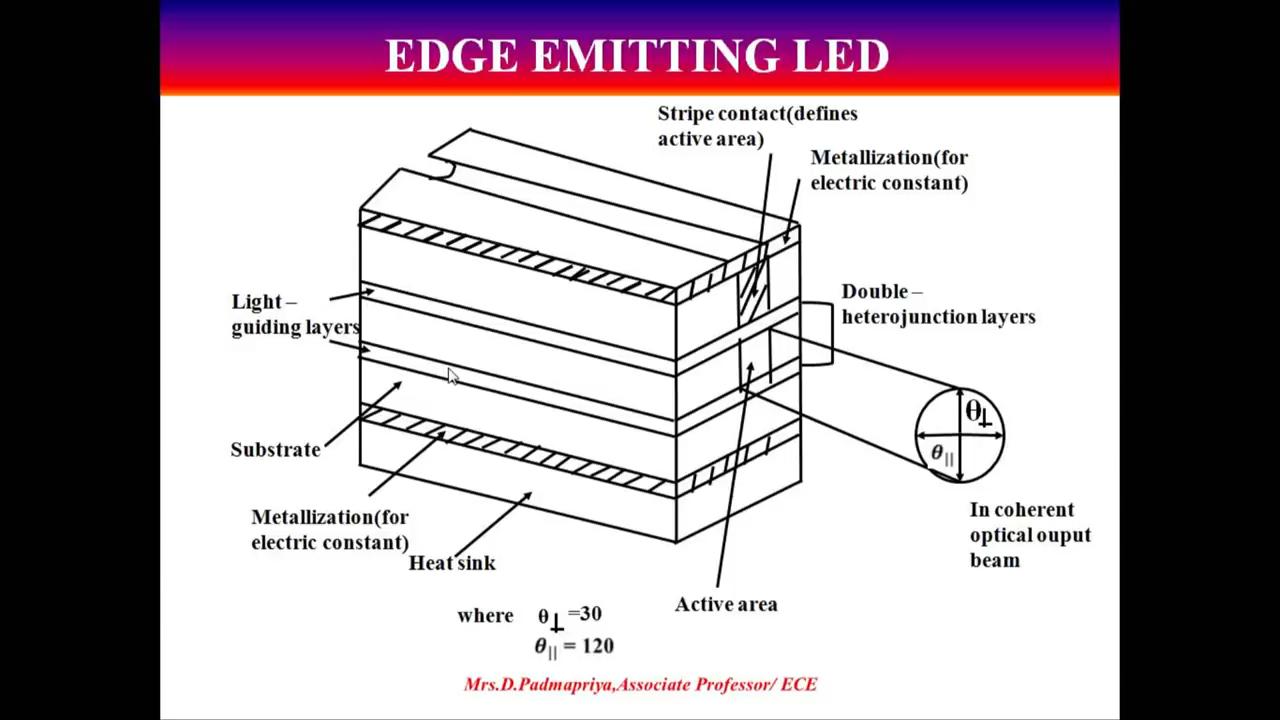 EDGE EMITTING LED
Stripe contact(defines
active area)
Metallization(for
electric constant)
Light –
guiding layers
Double –
heterojunction layers
θ⊥
θ||
Substrate
Metallization(for
electric constant)
Heat sink
In coherent
optical ouput
beam
Active area
where θ⊥ =30
θ|| = 120
Mrs.D.Padmapriya,Associate Professor/ ECE